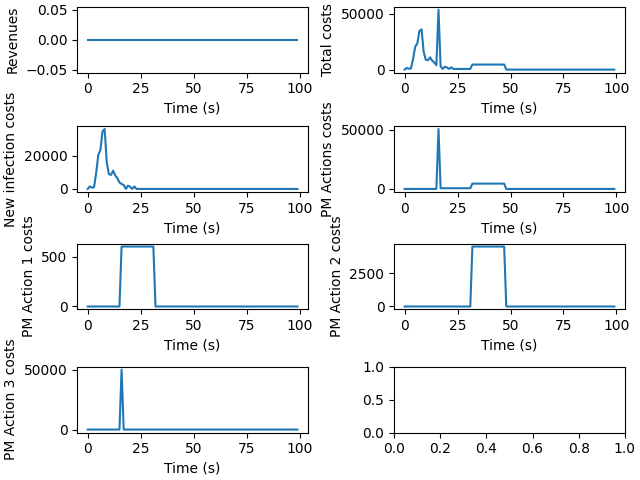 Revenues
0.05
0.00
−0.05
0 25 50 75 100
Time (s)
Total costs
50000
0
0 25 50 75 100
Time (s)
New infection costs
20000
0
0 25 50 75 100
Time (s)
PM Actions costs
50000
0
0 25 50 75 100
Time (s)
PM Action 1 costs
500
0
0 25 50 75 100
Time (s)
PM Action 2 costs
2500
0
0 25 50 75 100
Time (s)
PM Action 3 costs
50000
0
0 25 50 75 100
Time (s)
1.0
0.5
0.0
0.0 0.2 0.4 0.6 0.8 1.0